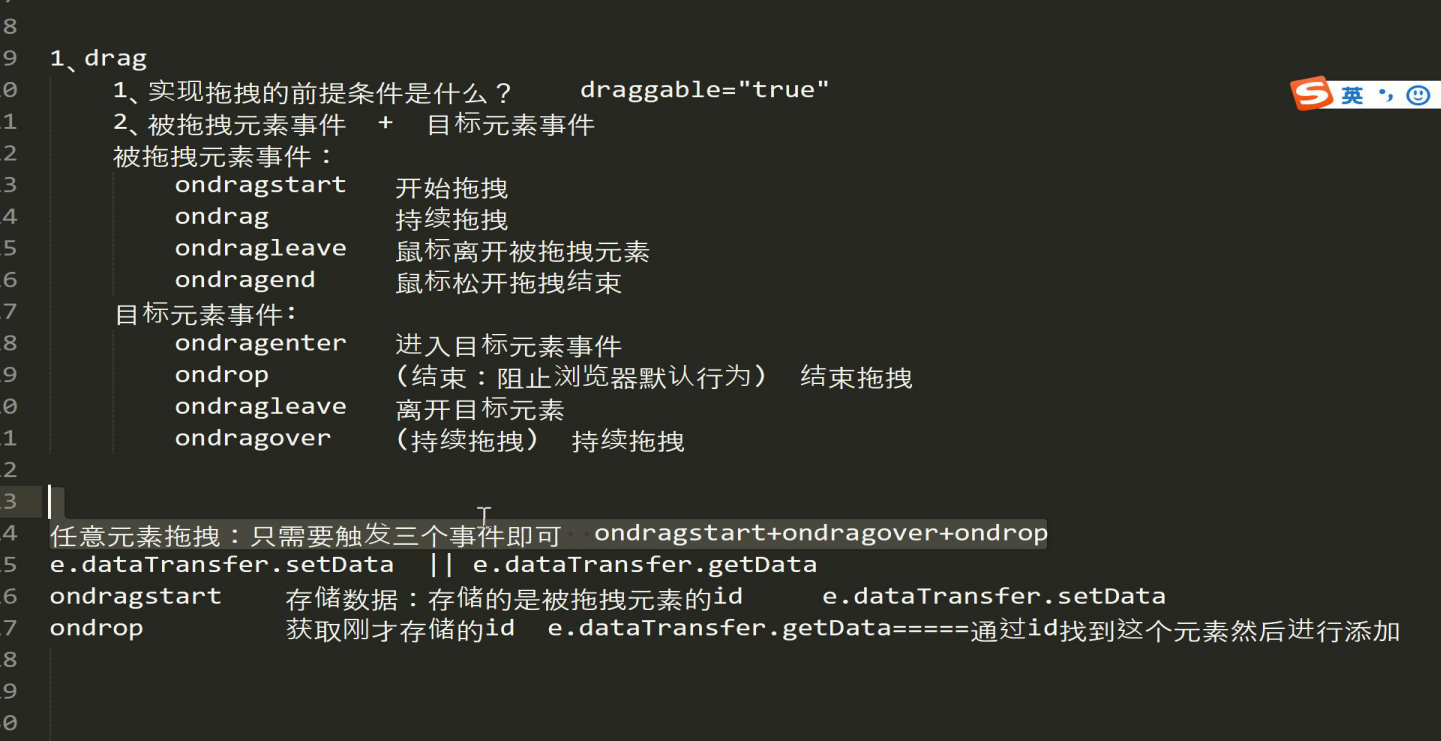 8
9 1、drag
0 1、实现拖拽的前提条件是什么？ draggable="true"
1 2、被拖拽元素事件 + 目标元素事件
2 被拖拽元素事件：
3 ondragstart 开始拖拽
4 ondrag 持续拖拽
5 ondragleave 鼠标离开被拖拽元素
6 ondragend 鼠标松开拖拽结束
7 目标元素事件:
8 ondragenter 进入目标元素事件
9 ondrop （结束：阻止浏览器默认行为） 结束拖拽
0 ondragleave 离开目标元素
1 ondragover （持续拖拽） 持续拖拽
2
3
4 任意元素拖拽：只需要触发三个事件即可 ondragstart+ondragover+ondrop
5 e.dataTransfer.setData || e.dataTransfer.getData
6 ondragstart 存储数据：存储的是被拖拽元素的id e.dataTransfer.setData
7 ondrop 获取刚才存储的id e.dataTransfer.getData=====通过id找到这个元素然后进行添加
8
9
0
S 英